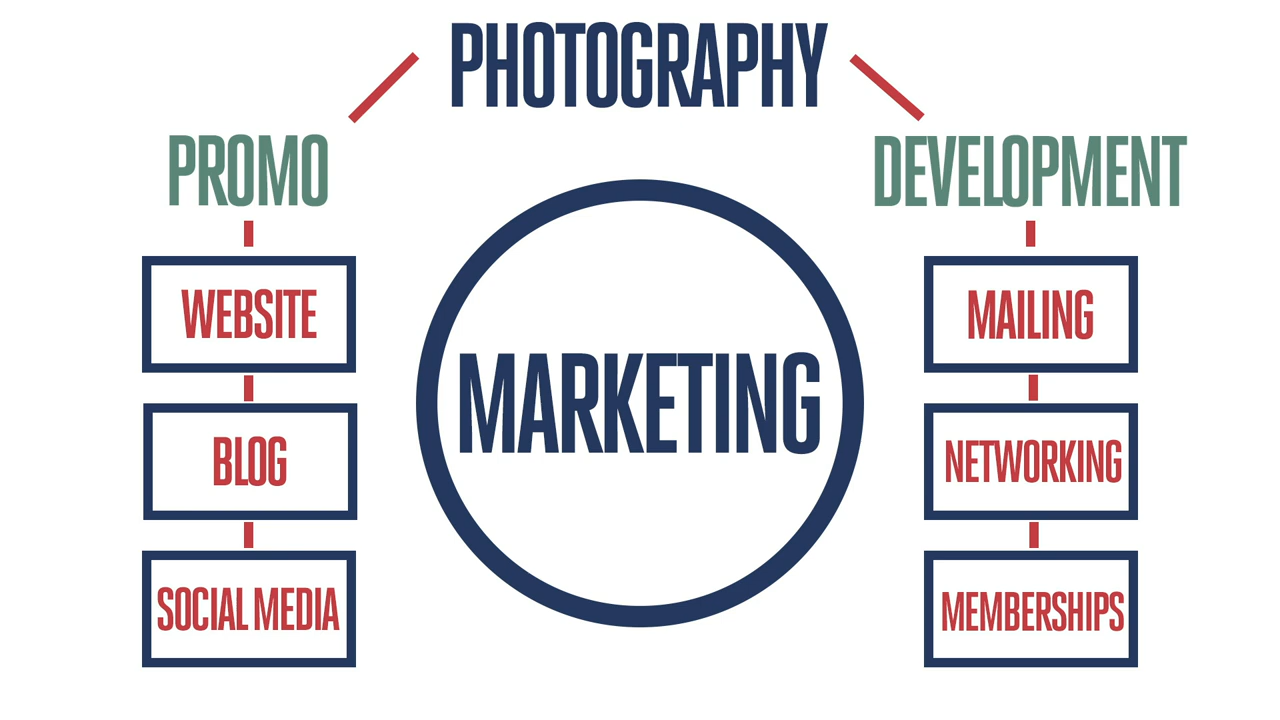 PHOTOGRAPHY
PROMO
WEBSITE
BLOG
SOCIAL MEDIA
MARKETING
DEVELOPMENT
MAILING
NETWORKING
MEMBERSHIPS